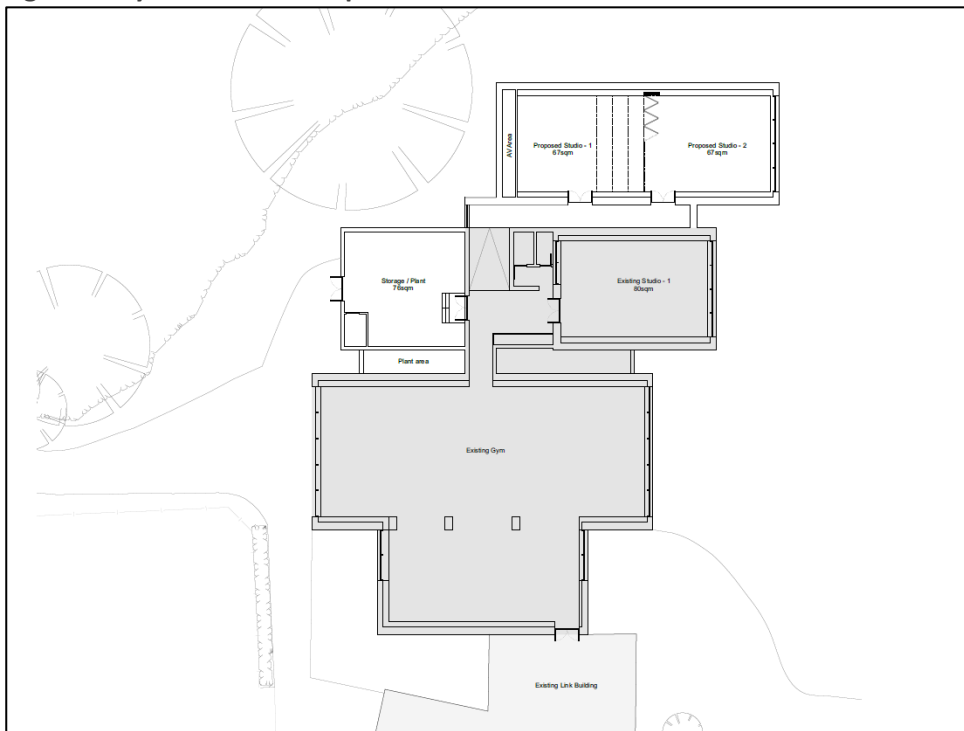 AV Area
Proposed Studio - 1
67sqm
Proposed Studio - 2
67sqm
Storage / Plant
76sqm
Existing Studio - 1
80sqm
Plant area
Existing Gym
Existing Link Building